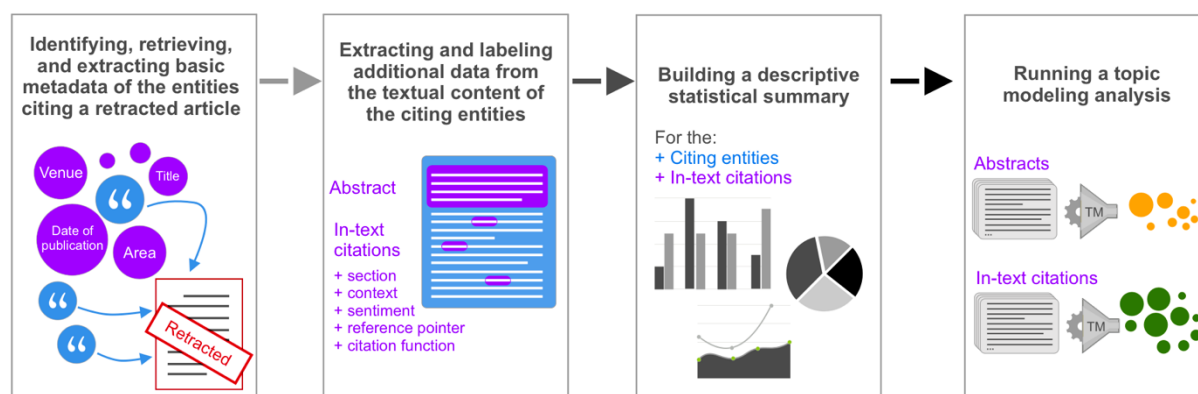 Identifying, retrieving,
and extracting basic
metadata of the entities
citing a retracted article
Venue
Title
Date of
publication
Area
Retracted
Extracting and labeling
additional data from
the textual content of
the citing entities
Abstract
In-text
citations
+ section
+ context
+ sentiment
+ reference pointer
+ citation function
Building a descriptive
statistical summary
For the:
+ Citing entities
+ In-text citations
Running a topic
modeling analysis
Abstracts
TM
In-text citations
TM